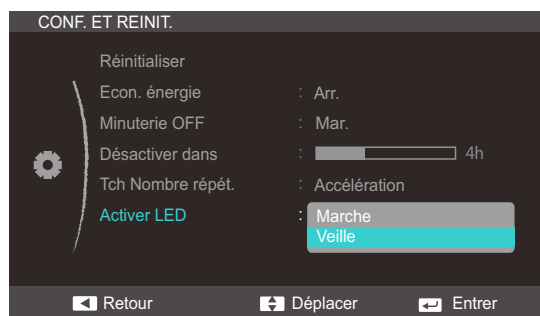 CONF. ET REINIT.
Réinitialiser
Econ. énergie : Arr.
Minuterie OFF : Mar.
Désactiver dans : 4h
Tch Nombre répét. : Accélération
Activer LED : Marche
Veille
Retour Déplacer Entrer